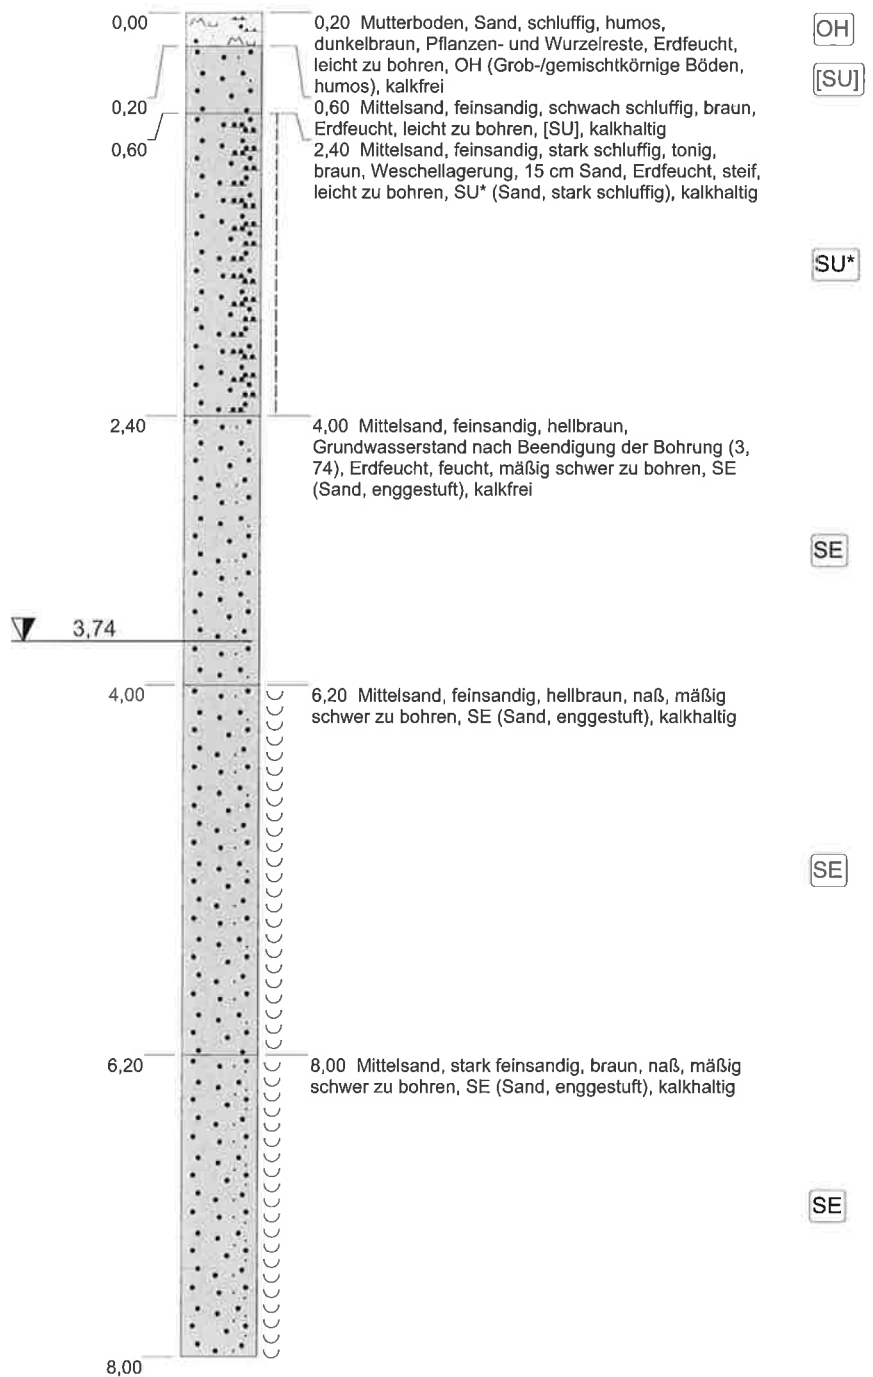 0,00
0,20 Mutterboden, Sand, schluffig, humos,
dunkelbraun, Pflanzen- und Wurzelreste, Erdfeucht,
leicht zu bohren, OH (Grob-/gemischtkörnige Böden,
humos), kalkfrei
OH
[SU]
0,20
0,60 Mittelsand, feinsandig, schwach schluffig, braun,
Erdfeucht, leicht zu bohren, [SU], kalkhaltig
0,60
2,40 Mittelsand, feinsandig, stark schluffig, tonig,
braun, Weschellagerung, 15 cm Sand, Erdfeucht, steif,
leicht zu bohren, SU* (Sand, stark schluffig), kalkhaltig
SU*
2,40
4,00 Mittelsand, feinsandig, hellbraun,
Grundwasserstand nach Beendigung der Bohrung (3,
74), Erdfeucht, feucht, mäßig schwer zu bohren, SE
(Sand, enggestuft), kalkfrei
SE
3,74
4,00
6,20 Mittelsand, feinsandig, hellbraun, naß, mäßig
schwer zu bohren, SE (Sand, enggestuft), kalkhaltig
SE
6,20
8,00 Mittelsand, stark feinsandig, braun, naß, mäßig
schwer zu bohren, SE (Sand, enggestuft), kalkhaltig
SE
8,00